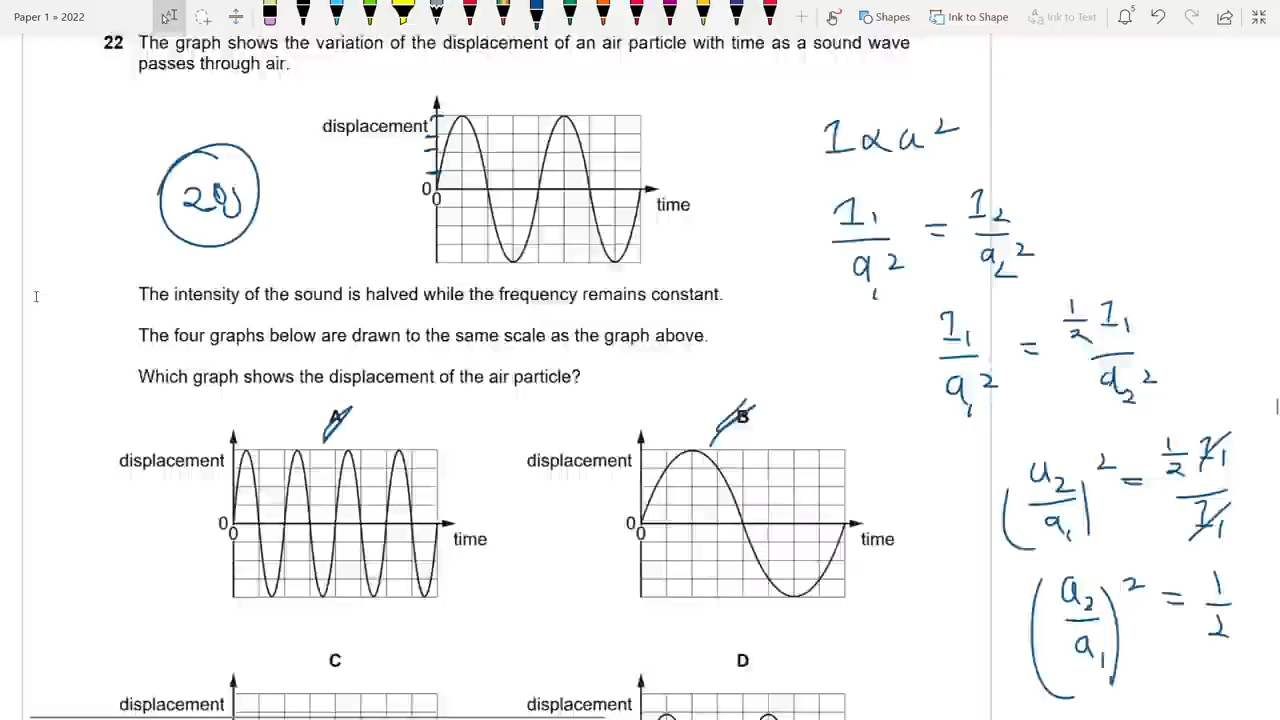 Paper 1 » 2022
Shapes
Ink to Shape
Ink to Text
5
22 The graph shows the variation of the displacement of an air particle with time as a sound wave
passes through air.
displacement
0
0
time
I ∝ a²
I₁/a₁² = I₂/a₂²
The intensity of the sound is halved while the frequency remains constant.
The four graphs below are drawn to the same scale as the graph above.
Which graph shows the displacement of the air particle?
I₁/a₁² = ½ I₁/a₂²
A
displacement
0
0
time
B
displacement
0
0
time
(a₂/a₁)² = ½ I₁/I₁
(a₂/a₁)² = 1/2
C
displacement
D
displacement